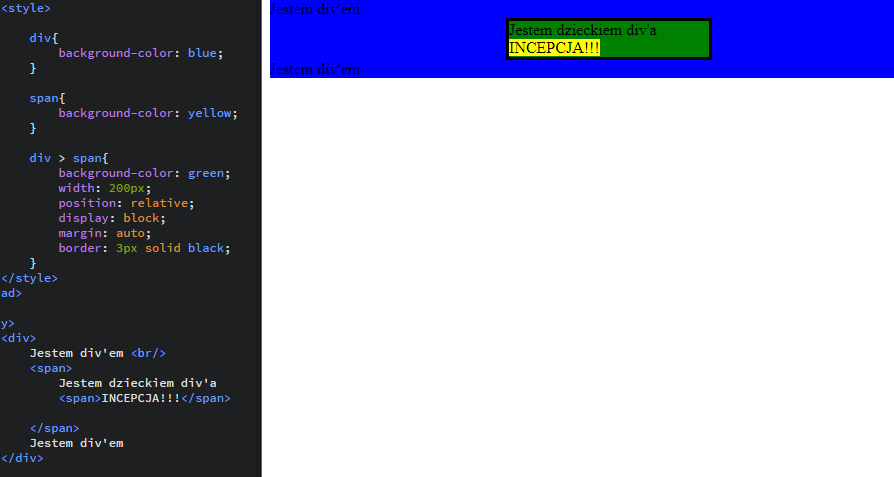 <style>
div{
background-color: blue;
}
span{
background-color: yellow;
}
div > span{
background-color: green;
width: 200px;
position: relative;
display: block;
margin: auto;
border: 3px solid black;
}
</style>
ad>
y>
<div>
Jestem div'em <br/>
<span>
Jestem dzieckiem div'a
<span>INCEPCJA!!!</span>
</span>
Jestem div'em
</div>
Jestem div'em
Jestem dzieckiem div'a
INCEPCJA!!!
Jestem div'em